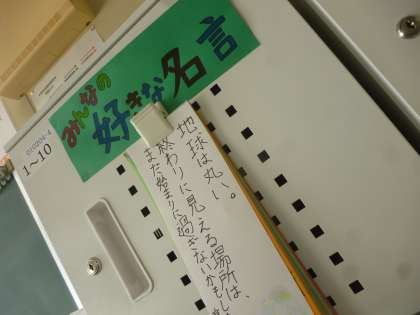 みんなの
好きな名言
1~10
地球は丸い。
終わりに見える場所は、
また始まりに過ぎないかもし